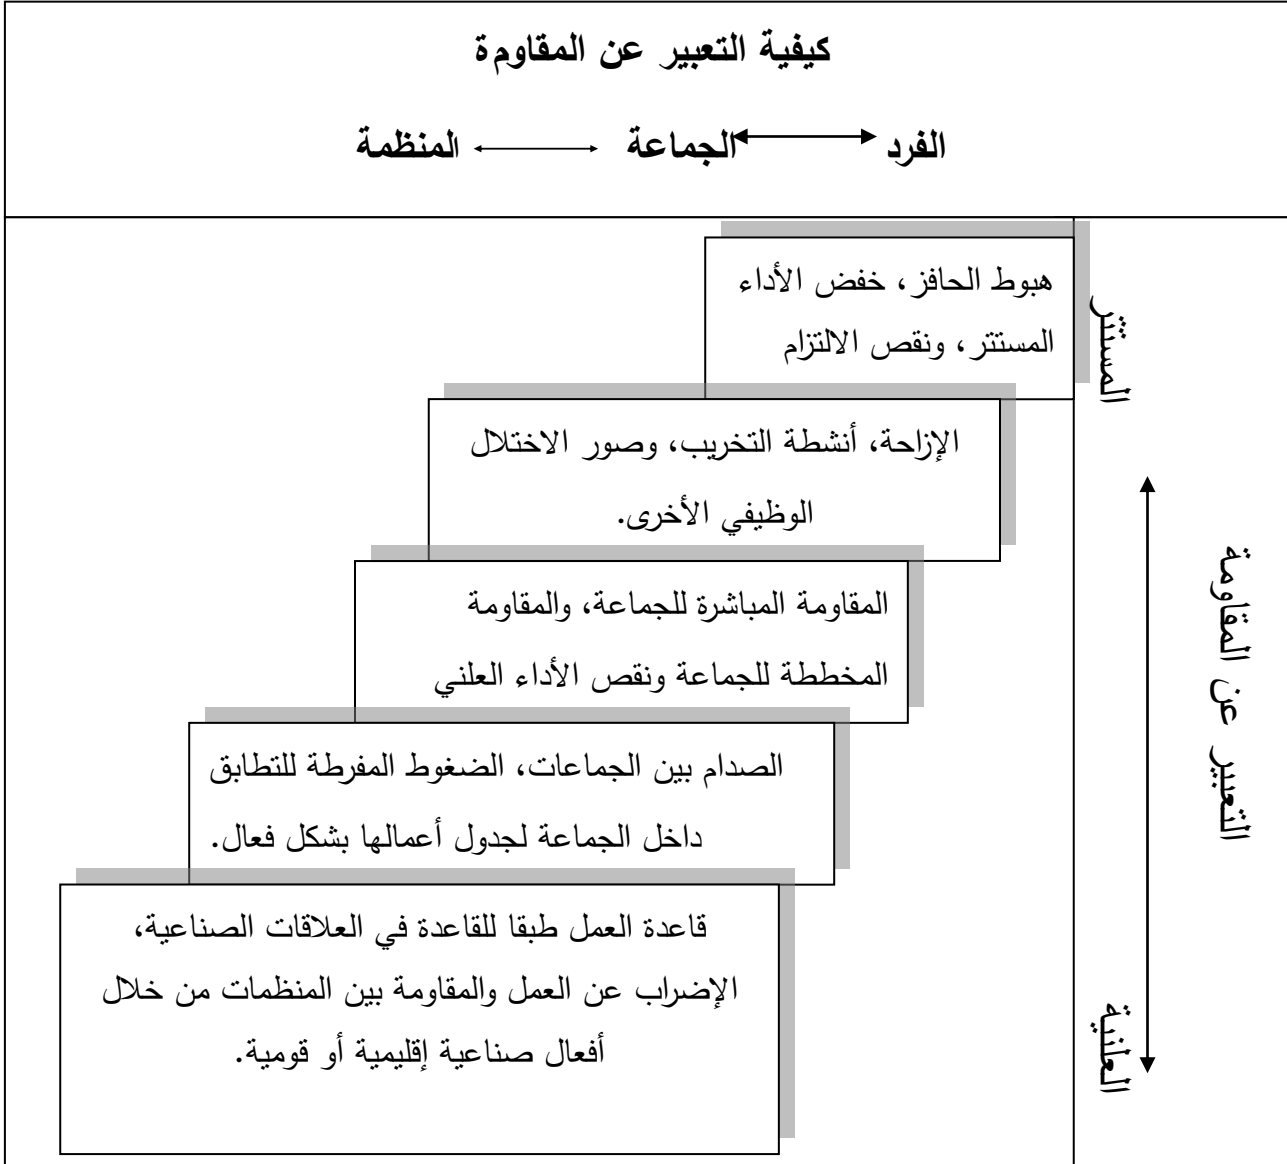 كيفية التعبير عن المقاومة
الفرد الجماعة المنظمة
هبوط الحافز، خفض الأداء
المستتر، ونقص الالتزام
المستتر
الإزاحة، أنشطة التخريب، وصور الاختلال
الوظيفي الأخرى.
المقاومة المباشرة للجماعة، والمقاومة
المخططة للجماعة ونقص الأداء العلني
التعبير عن المقاومة
الصدام بين الجماعات، الضغوط المفرطة للتطابق
داخل الجماعة لجدول أعمالها بشكل فعال.
قاعدة العمل طبقا للقاعدة في العلاقات الصناعية،
الإضراب عن العمل والمقاومة بين المنظمات من خلال
أفعال صناعية إقليمية أو قومية.
العلنية